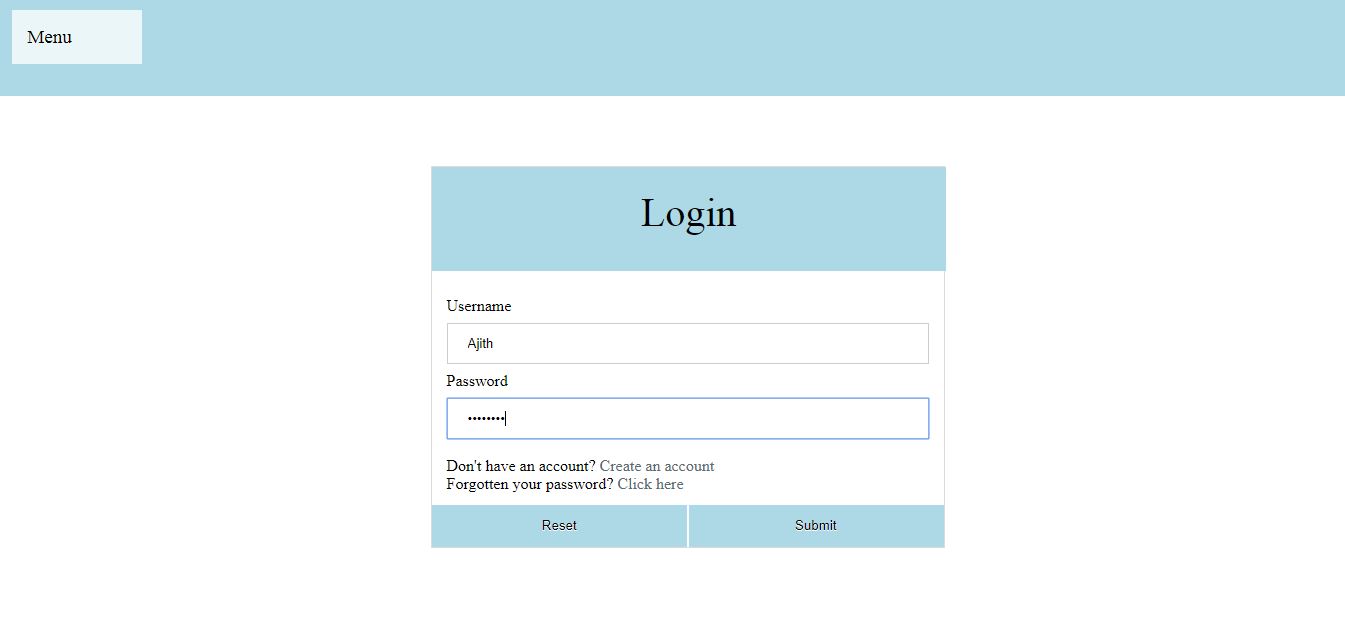 Menu
Login
Username
Ajith
Password
••••••••
Don't have an account? Create an account
Forgotten your password? Click here
Reset Submit